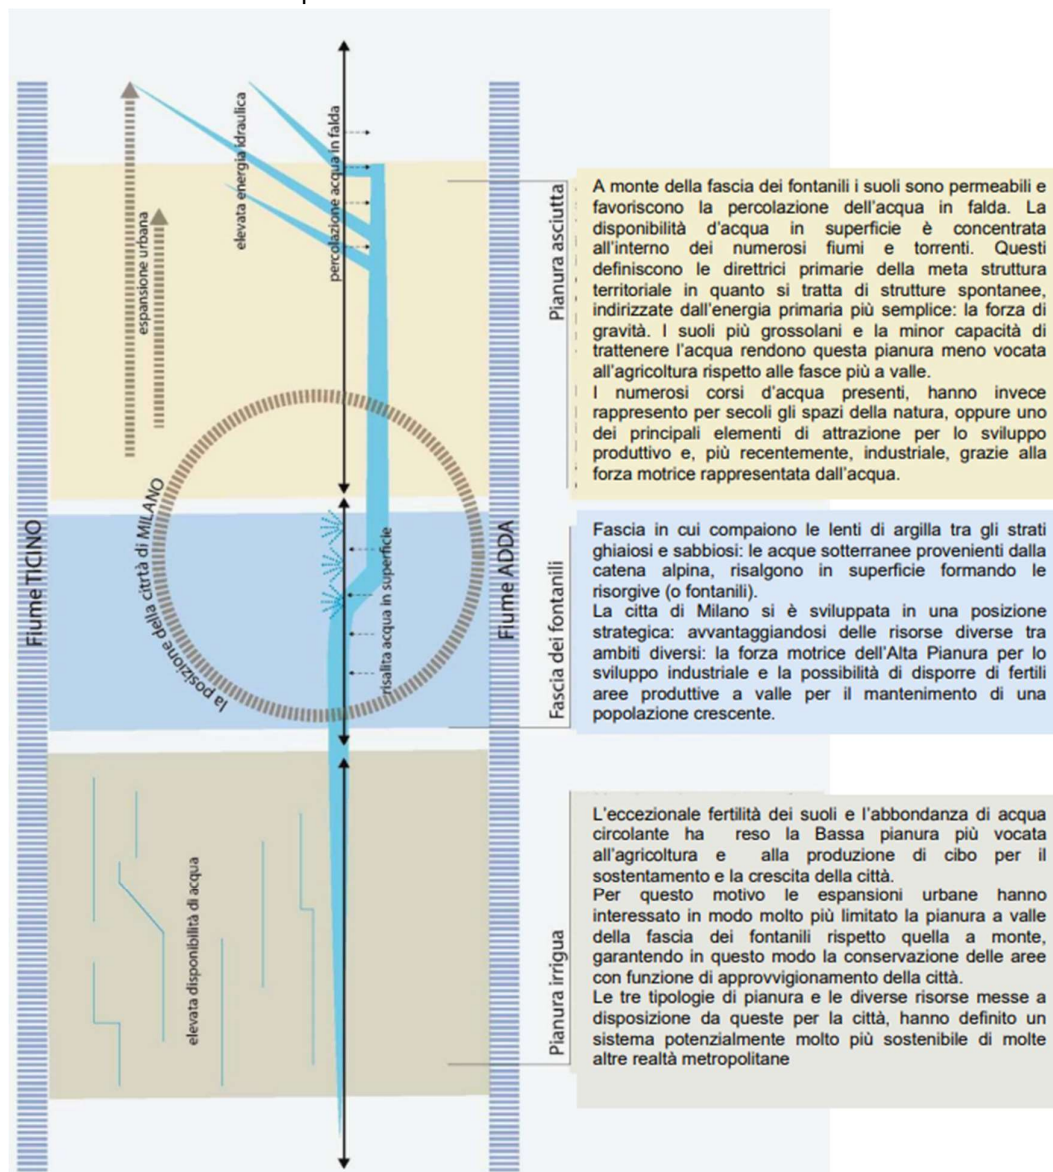 Fiume TICINO
espansione urbana
elevata energia idraulica
percolazione acqua in falda
la posizione della citrtà di MILANO
risalita acqua in superficie
elevata disponibilità di acqua
Fiume ADDA
Pianura asciutta
A monte della fascia dei fontanili i suoli sono permeabili e
favoriscono la percolazione dell'acqua in falda. La
disponibilità d'acqua in superficie è concentrata
all'interno dei numerosi fiumi e torrenti. Questi
definiscono le direttrici primarie della meta struttura
territoriale in quanto si tratta di strutture spontanee,
indirizzate dall'energia primaria più semplice: la forza di
gravità. I suoli più grossolani e la minor capacità di
trattenere l'acqua rendono questa pianura meno vocata
all'agricoltura rispetto alle fasce più a valle.
I numerosi corsi d'acqua presenti, hanno invece
rappresento per secoli gli spazi della natura, oppure uno
dei principali elementi di attrazione per lo sviluppo
produttivo e, più recentemente, industriale, grazie alla
forza motrice rappresentata dall'acqua.
Fascia dei fontanili
Fascia in cui compaiono le lenti di argilla tra gli strati
ghiaiosi e sabbiosi: le acque sotterranee provenienti dalla
catena alpina, risalgono in superficie formando le
risorgive (o fontanili).
La citta di Milano si è sviluppata in una posizione
strategica: avvantaggiandosi delle risorse diverse tra
ambiti diversi: la forza motrice dell'Alta Pianura per lo
sviluppo industriale e la possibilità di disporre di fertili
aree produttive a valle per il mantenimento di una
popolazione crescente.
Pianura irrigua
L'eccezionale fertilità dei suoli e l'abbondanza di acqua
circolante ha reso la Bassa pianura più vocata
all'agricoltura e alla produzione di cibo per il
sostentamento e la crescita della città.
Per questo motivo le espansioni urbane hanno
interessato in modo molto più limitato la pianura a valle
della fascia dei fontanili rispetto quella a monte,
garantendo in questo modo la conservazione delle aree
con funzione di approvvigionamento della città.
Le tre tipologie di pianura e le diverse risorse messe a
disposizione da queste per la città, hanno definito un
sistema potenzialmente molto più sostenibile di molte
altre realtà metropolitane